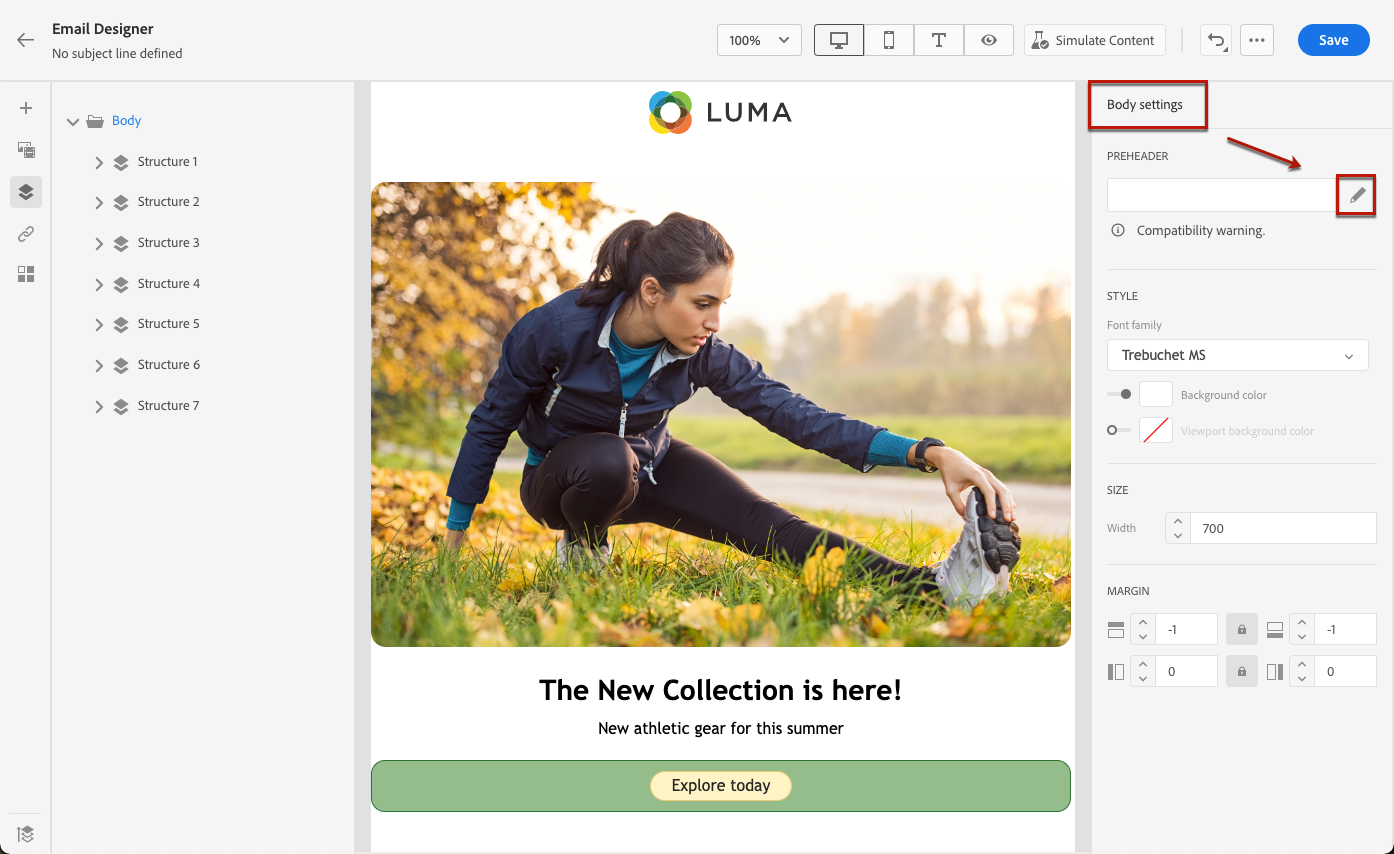 Email Designer
No subject line defined
100%
Simulate Content
Save
Body
Structure 1
Structure 2
Structure 3
Structure 4
Structure 5
Structure 6
Structure 7
LUMA
The New Collection is here!
New athletic gear for this summer
Explore today
Body settings
PREHEADER
Compatibility warning.
STYLE
Font family
Trebuchet MS
Background color
Viewport background color
SIZE
Width 700
MARGIN
-1 -1
0 0